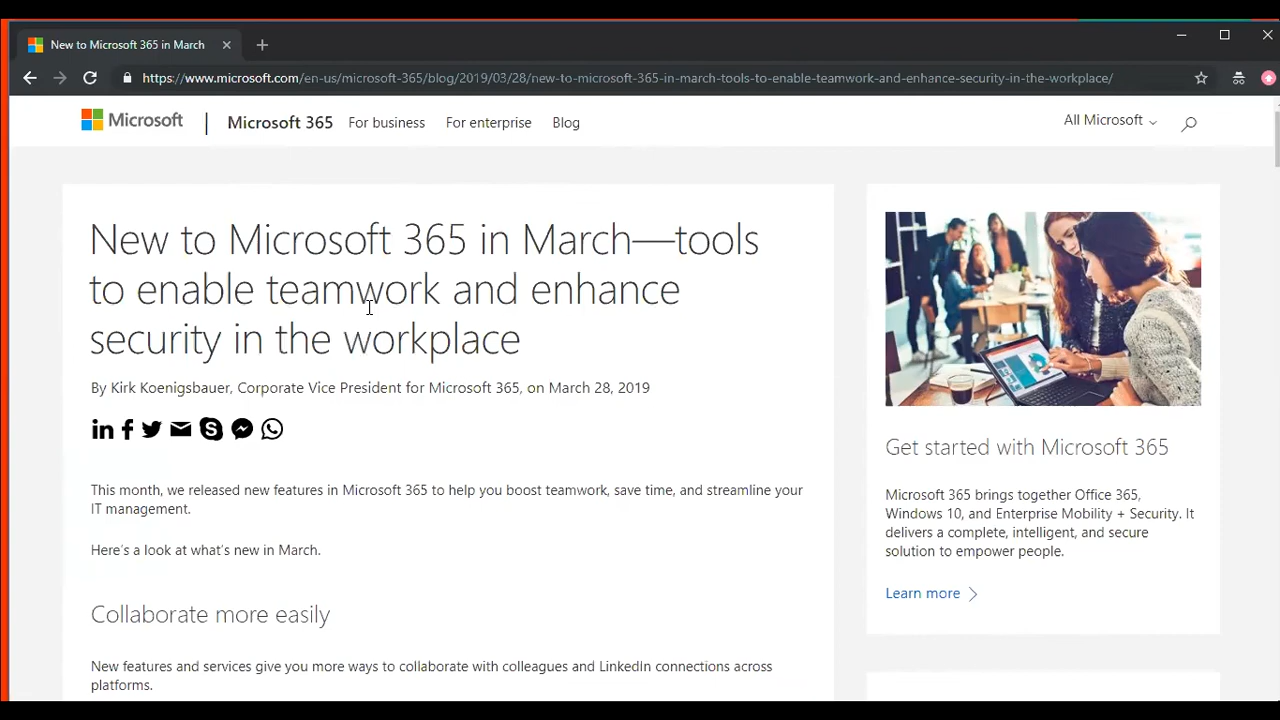 New to Microsoft 365 in March
https://www.microsoft.com/en-us/microsoft-365/blog/2019/03/28/new-to-microsoft-365-in-march-tools-to-enable-teamwork-and-enhance-security-in-the-workplace/
Microsoft | Microsoft 365 For business For enterprise Blog All Microsoft
New to Microsoft 365 in March—tools
to enable teamwork and enhance
security in the workplace
By Kirk Koenigsbauer, Corporate Vice President for Microsoft 365, on March 28, 2019
This month, we released new features in Microsoft 365 to help you boost teamwork, save time, and streamline your
IT management.
Here's a look at what's new in March.
Collaborate more easily
New features and services give you more ways to collaborate with colleagues and LinkedIn connections across
platforms.
Get started with Microsoft 365
Microsoft 365 brings together Office 365,
Windows 10, and Enterprise Mobility + Security. It
delivers a complete, intelligent, and secure
solution to empower people.
Learn more